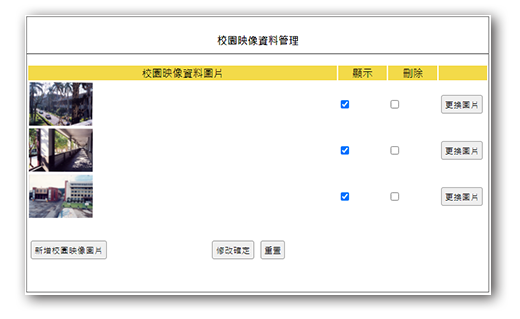 校園映像資料管理
校園映像資料圖片 顯示 刪除
更換圖片
更換圖片
更換圖片
新增校園映像圖片 修改確定 重置